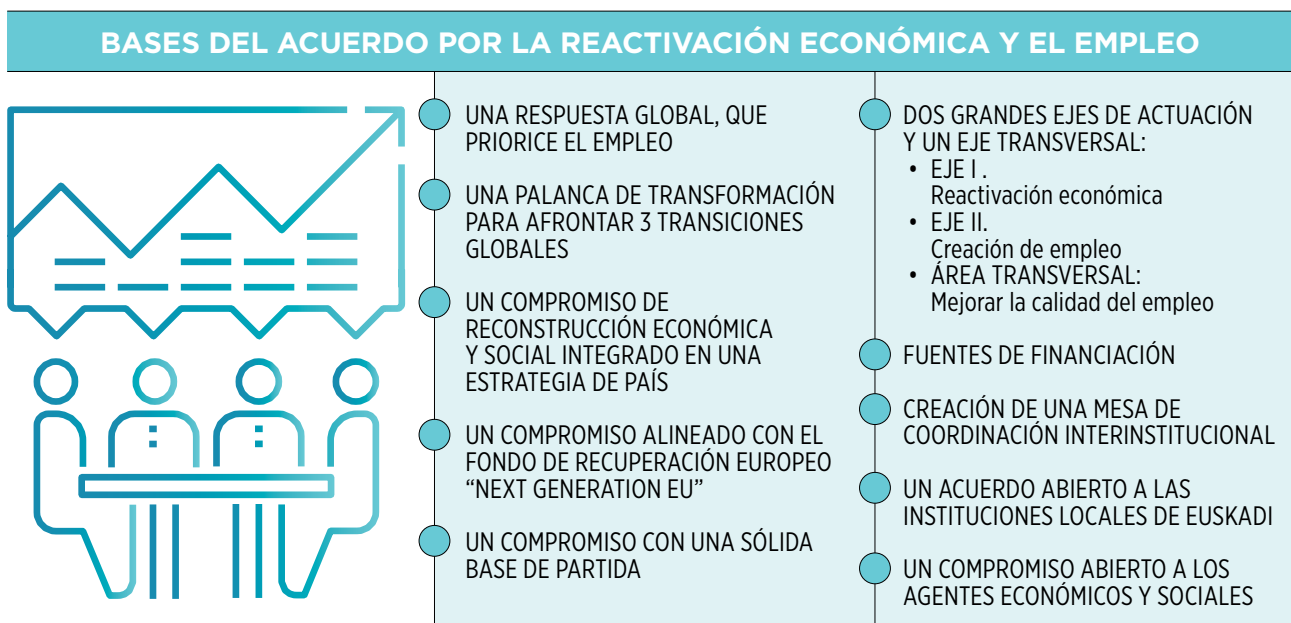 BASES DEL ACUERDO POR LA REACTIVACIÓN ECONÓMICA Y EL EMPLEO
UNA RESPUESTA GLOBAL, QUE
PRIORICE EL EMPLEO
UNA PALANCA DE TRANSFORMACIÓN
PARA AFRONTAR 3 TRANSICIONES
GLOBALES
UN COMPROMISO DE
RECONSTRUCCIÓN ECONÓMICA
Y SOCIAL INTEGRADO EN UNA
ESTRATEGIA DE PAÍS
UN COMPROMISO ALINEADO CON EL
FONDO DE RECUPERACIÓN EUROPEO
“NEXT GENERATION EU”
UN COMPROMISO CON UNA SÓLIDA
BASE DE PARTIDA
DOS GRANDES EJES DE ACTUACIÓN
Y UN EJE TRANSVERSAL:
• EJE I .
Reactivación económica
• EJE II.
Creación de empleo
• ÁREA TRANSVERSAL:
Mejorar la calidad del empleo
FUENTES DE FINANCIACIÓN
CREACIÓN DE UNA MESA DE
COORDINACIÓN INTERINSTITUCIONAL
UN ACUERDO ABIERTO A LAS
INSTITUCIONES LOCALES DE EUSKADI
UN COMPROMISO ABIERTO A LOS
AGENTES ECONÓMICOS Y SOCIALES